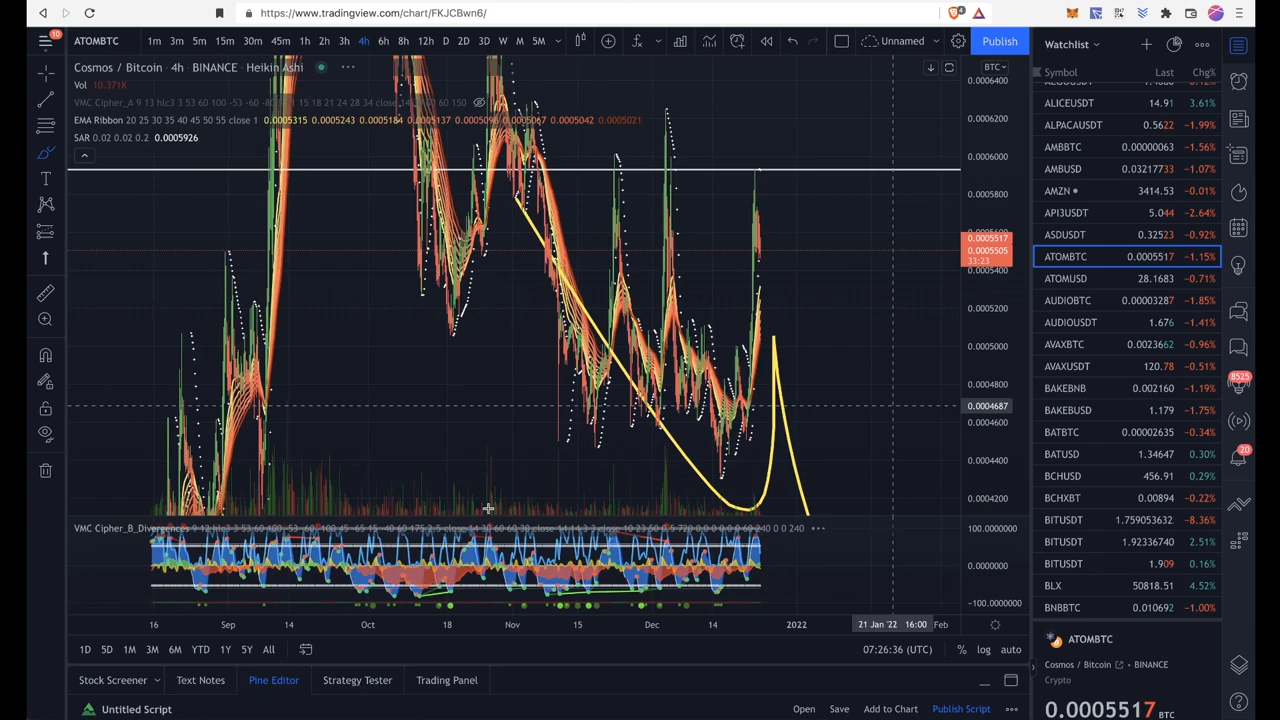 https://www.tradingview.com/chart/FKJCBwn6/
10 ATOMBTC 1m 3m 5m 15m 30m 45m 1h 2h 3h 4h 6h 8h 12h D 2D 3D W M 5M Unnamed Publish
Watchlist
Cosmos / Bitcoin · 4h · BINANCE · Heikin Ashi
BTC
Symbol Last Chg%
Vol 10.371K
EMA Ribbon 20 25 30 35 40 45 50 55 close 1 0.0005315 0.0005243 0.0005184 0.0005137 0.0005067 0.0005042 0.0005021
SAR 0.02 0.02 0.2 0.0005926
0.0006400
0.0006200
0.0006000
0.0005800
0.0005517
0.0005505
33:23
0.0005400
0.0005200
0.0005000
0.0004800
0.0004687
0.0004600
0.0004400
0.0004200
ALICEUSDT 14.91 3.61%
ALPACAUSDT 0.5622 −1.99%
AMBBTC 0.00000063 −1.56%
AMBUSD 0.03217733 −1.07%
AMZN 3414.53 −0.01%
API3USDT 5.044 −2.64%
ASDUSDT 0.32523 −0.92%
ATOMBTC 0.0005517 −1.15%
ATOMUSD 28.1683 −0.71%
AUDIOBTC 0.00003287 −1.85%
AUDIOUSDT 1.676 −1.41%
AVAXBTC 0.0023662 −0.96%
AVAXUSDT 120.78 −0.51%
BAKEBNB 0.002160 −1.19%
BAKEBUSD 1.179 −1.75%
BATBTC 0.00002635 −0.34%
BATUSD 1.34647 0.30%
BCHUSD 456.91 0.29%
BCHXBT 0.00894 −0.22%
BITUSD 1.759053632 −8.36%
BITUSDT 1.92336740 2.51%
BITUSDT 1.909 0.16%
BLX 50818.51 4.52%
BNBBTC 0.010692 −1.00%
8525
20
VMC Cipher_B_Divergences
100.0000000
0.0000000
−100.0000000
16 Sep 14 Oct 18 Nov 15 Dec 14 2022 21 Jan '22 16:00 Feb
1D 5D 1M 3M 6M YTD 1Y 5Y All 07:26:36 (UTC) % log auto
Stock Screener Text Notes Pine Editor Strategy Tester Trading Panel
Untitled Script Open Save Add to Chart Publish Script
ATOMBTC
Cosmos / Bitcoin · BINANCE
Crypto
0.0005517 BTC